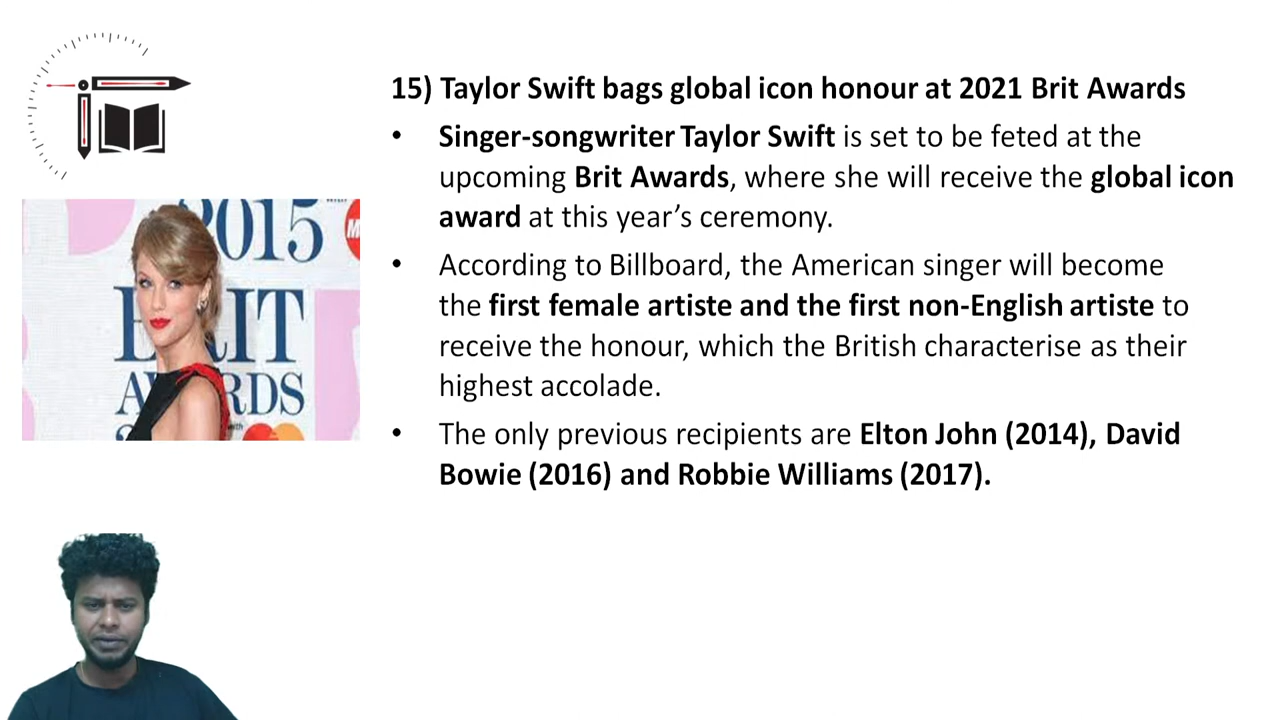 15) Taylor Swift bags global icon honour at 2021 Brit Awards
• Singer-songwriter Taylor Swift is set to be feted at the
upcoming Brit Awards, where she will receive the global icon
award at this year’s ceremony.
• According to Billboard, the American singer will become
the first female artiste and the first non-English artiste to
receive the honour, which the British characterise as their
highest accolade.
• The only previous recipients are Elton John (2014), David
Bowie (2016) and Robbie Williams (2017).
2015
BRIT
AWARDS
with